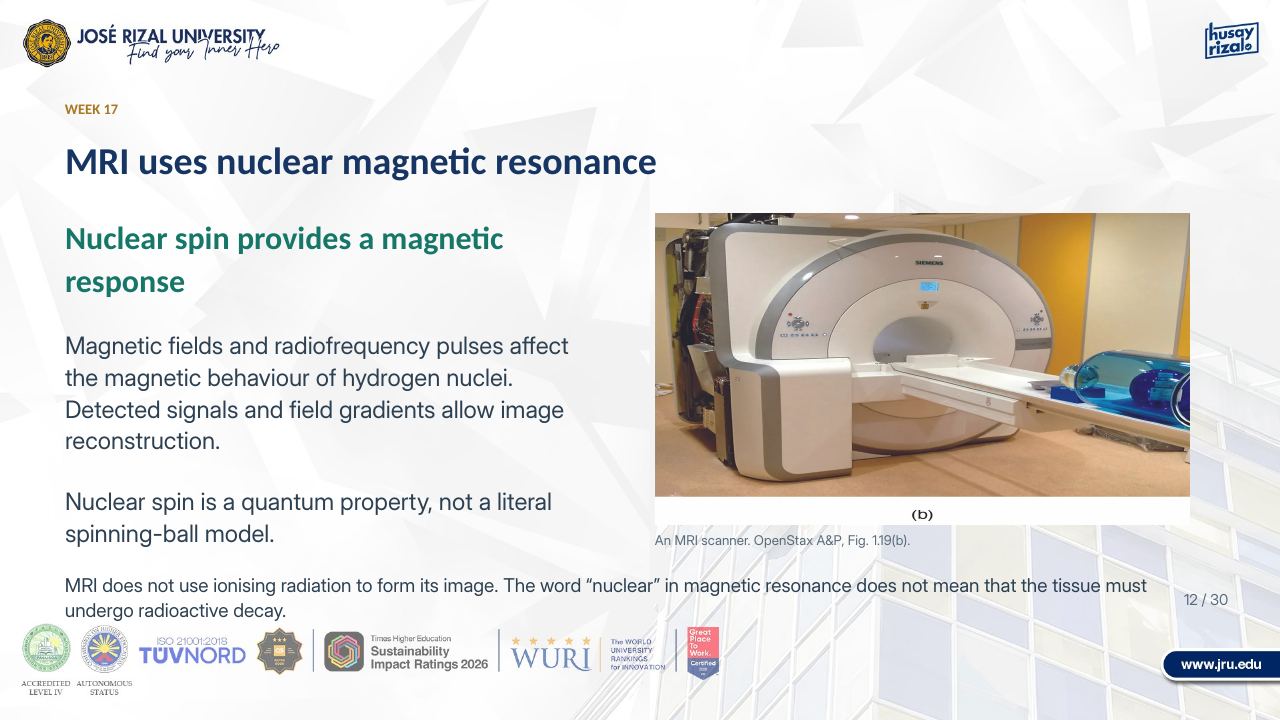 JOSÉ RIZAL UNIVERSITY
Find your Inner Hero
husay
rizal
WEEK 17
MRI uses nuclear magnetic resonance
Nuclear spin provides a magnetic
response
Magnetic fields and radiofrequency pulses affect
the magnetic behaviour of hydrogen nuclei.
Detected signals and field gradients allow image
reconstruction.
Nuclear spin is a quantum property, not a literal
spinning-ball model.
SIEMENS
(b)
An MRI scanner. OpenStax A&P, Fig. 1.19(b).
MRI does not use ionising radiation to form its image. The word “nuclear” in magnetic resonance does not mean that the tissue must
undergo radioactive decay.
12 / 30
ACCREDITED
LEVEL IV
AUTONOMOUS
STATUS
ISO 21001:2018
TÜVNORD
Times Higher Education
Sustainability
Impact Ratings 2026
WURI
The WORLD
UNIVERSITY
RANKINGS
for INNOVATION
Great
Place
To
Work.
Certified
www.jru.edu